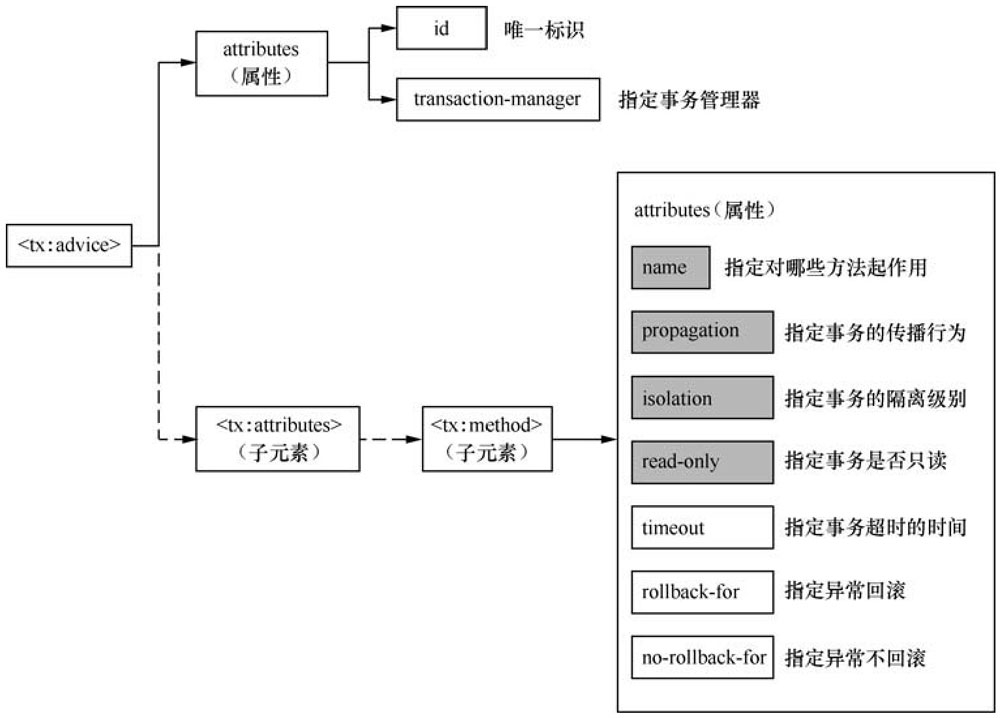 attributes
（属性）
id
唯一标识
transaction-manager
指定事务管理器
<tx:advice>
<tx:attributes>
（子元素）
<tx:method>
（子元素）
attributes（属性）
name
指定对哪些方法起作用
propagation
指定事务的传播行为
isolation
指定事务的隔离级别
read-only
指定事务是否只读
timeout
指定事务超时的时间
rollback-for
指定异常回滚
no-rollback-for
指定异常不回滚